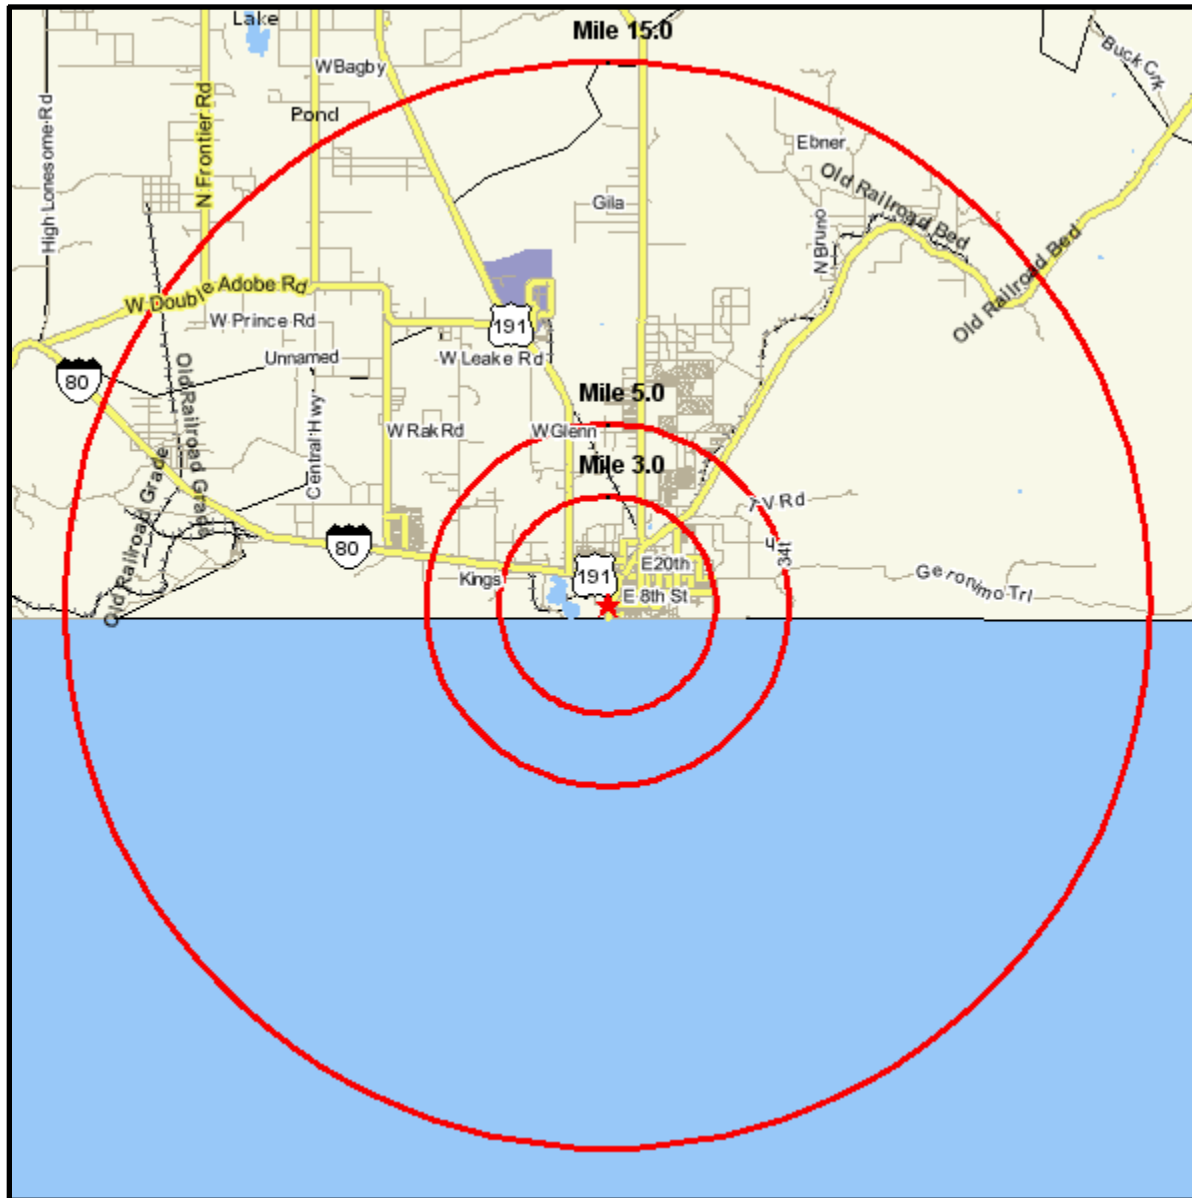 Lake
Mile 15.0
W Bagby
Buck Crk
High Lonesome Rd
N Frontier Rd
Pond
Ebner
Old Railroad Bed
Gila
N Bruno
Old Railroad Bed
W Double Adobe Rd
W Prince Rd
191
Unnamed
W Leake Rd
80
Old Railroad Grade
Central Hwy
Mile 5.0
W Rak Rd
W Glenn
Mile 3.0
Old Railroad Grade
T V Rd
80
34t
E 20th
Kings
191
E 8th St
Geronimo Trl